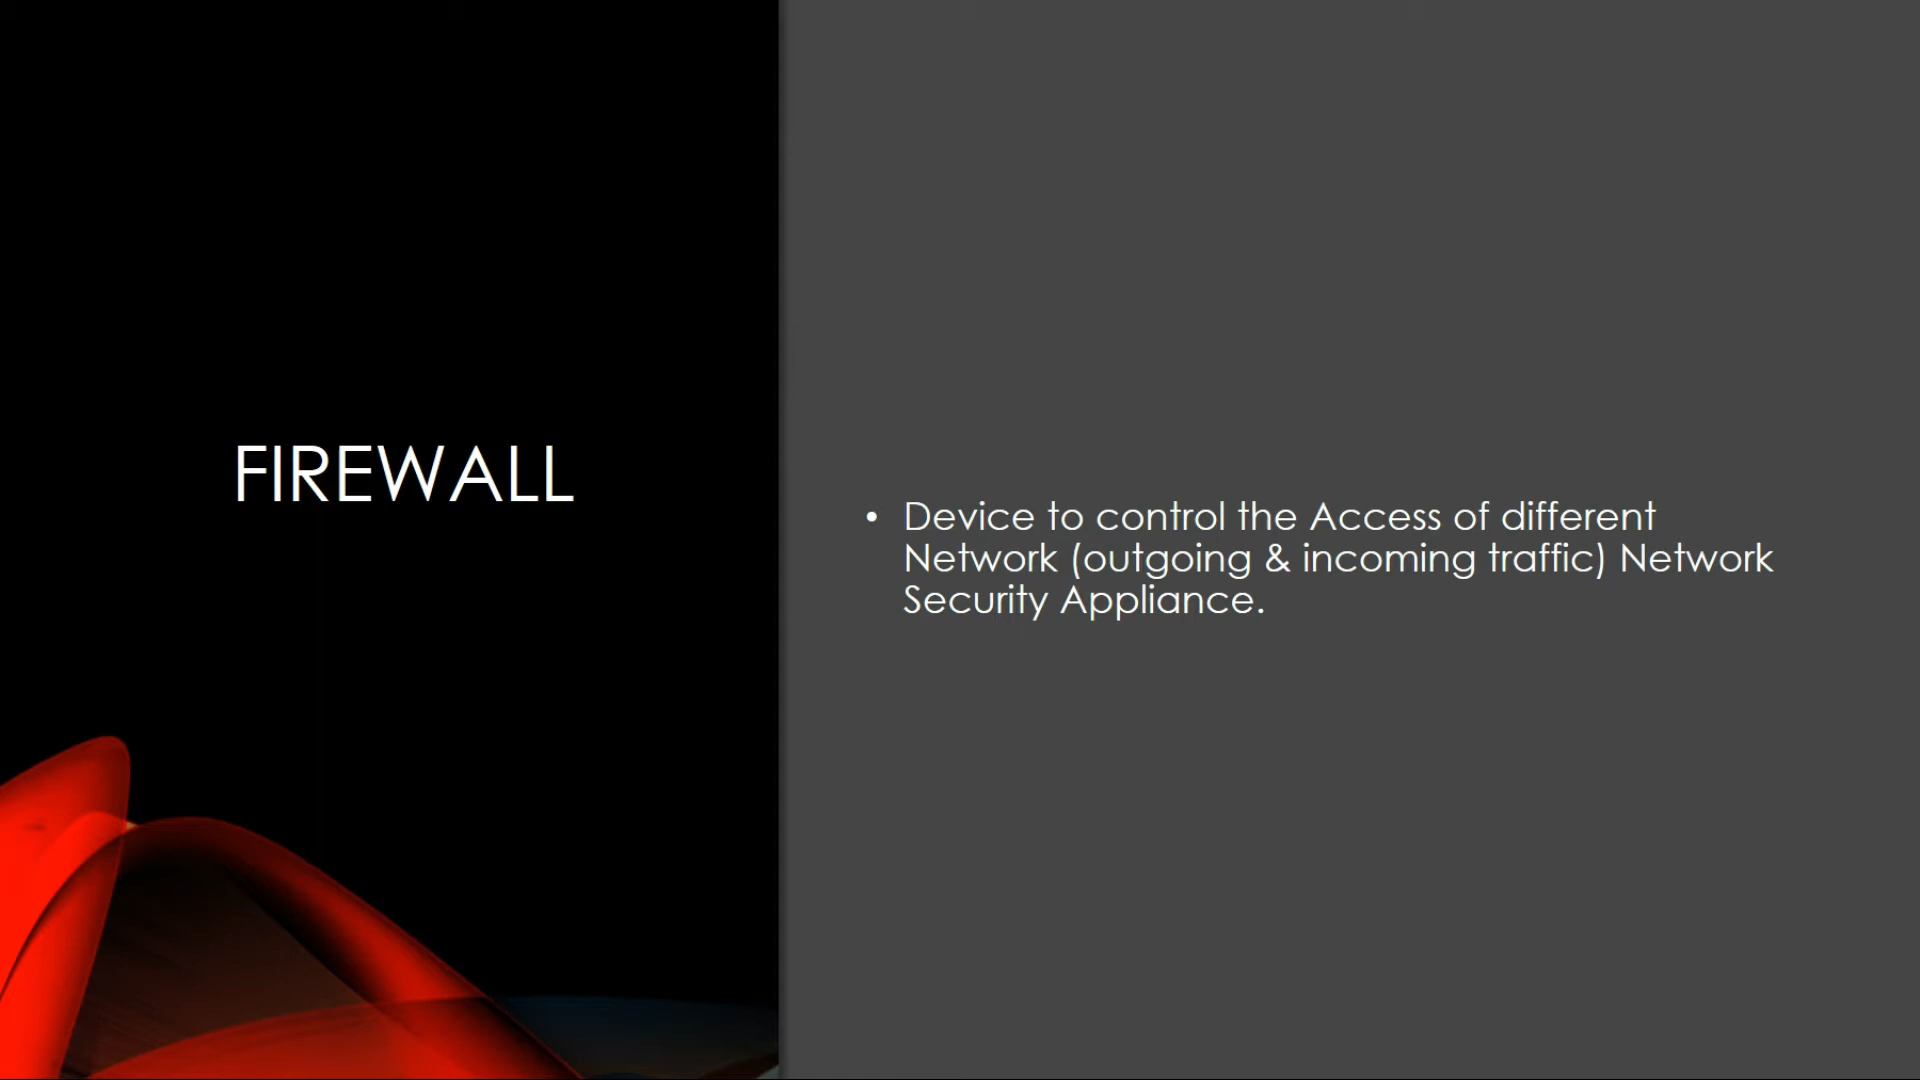 FIREWALL
• Device to control the Access of different
Network (outgoing & incoming traffic) Network
Security Appliance.